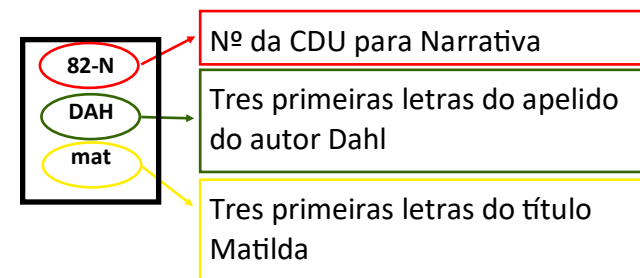 82-N
DAH
mat
Nº da CDU para Narrativa
Tres primeiras letras do apelido
do autor Dahl
Tres primeiras letras do título
Matilda